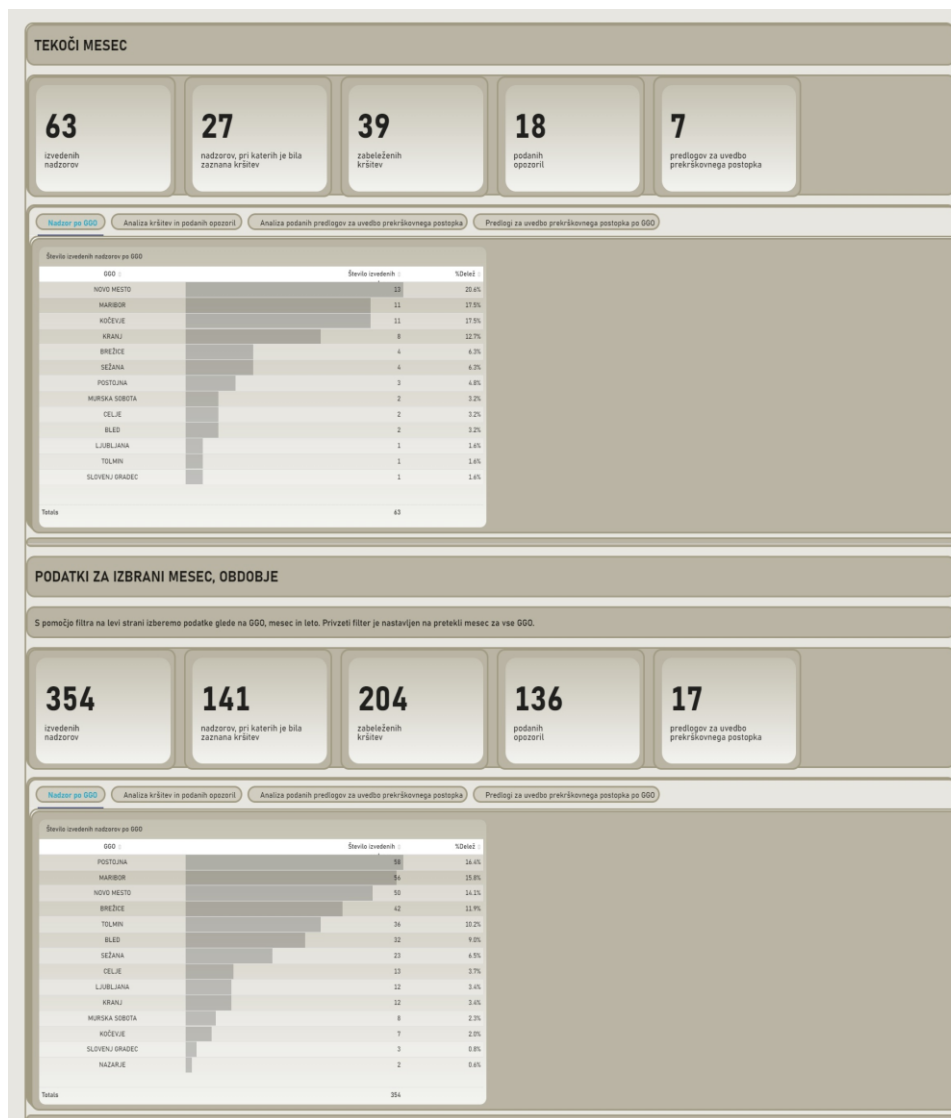 TEKOČI MESEC
63
izvedenih
nadzorov
27
nadzorov, pri katerih je bila
zaznana kršitev
39
zabeleženih
kršitev
18
podanih
opozoril
7
predlogov za uvedbo
prekrškovnega postopka
Nadzor po GGO Analiza kršitev in podanih opozoril Analiza podanih predlogov za uvedbo prekrškovnega postopka Predlogi za uvedbo prekrškovnega postopka po GGO
Število izvedenih nadzorov po GGO
GGO Število izvedenih %Delež
NOVO MESTO 13 20.6%
MARIBOR 11 17.5%
KOČEVJE 11 17.5%
KRANJ 8 12.7%
BREŽICE 4 6.3%
SEŽANA 4 6.3%
POSTOJNA 3 4.8%
MURSKA SOBOTA 2 3.2%
CELJE 2 3.2%
BLED 2 3.2%
LJUBLJANA 1 1.6%
TOLMIN 1 1.6%
SLOVENJ GRADEC 1 1.6%
Totals 63
PODATKI ZA IZBRANI MESEC, OBDOBJE
S pomočjo filtra na levi strani izberemo podatke glede na GGO, mesec in leto. Privzeti filter je nastavljen na pretekli mesec za vse GGO.
354
izvedenih
nadzorov
141
nadzorov, pri katerih je bila
zaznana kršitev
204
zabeleženih
kršitev
136
podanih
opozoril
17
predlogov za uvedbo
prekrškovnega postopka
Nadzor po GGO Analiza kršitev in podanih opozoril Analiza podanih predlogov za uvedbo prekrškovnega postopka Predlogi za uvedbo prekrškovnega postopka po GGO
Število izvedenih nadzorov po GGO
GGO Število izvedenih %Delež
POSTOJNA 58 16.4%
MARIBOR 56 15.8%
NOVO MESTO 50 14.1%
BREŽICE 42 11.9%
TOLMIN 36 10.2%
BLED 32 9.0%
SEŽANA 23 6.5%
CELJE 13 3.7%
LJUBLJANA 12 3.4%
KRANJ 12 3.4%
MURSKA SOBOTA 8 2.3%
KOČEVJE 7 2.0%
SLOVENJ GRADEC 3 0.8%
NAZARJE 2 0.6%
Totals 354